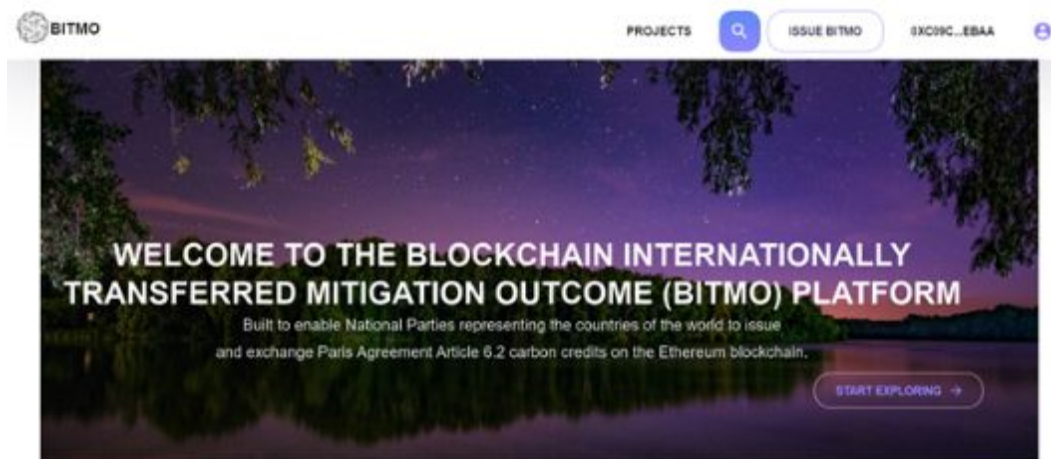 BITMO
PROJECTS
ISSUE BITMO
0XC09C...EBAA
WELCOME TO THE BLOCKCHAIN INTERNATIONALLY
TRANSFERRED MITIGATION OUTCOME (BITMO) PLATFORM
Built to enable National Parties representing the countries of the world to issue
and exchange Paris Agreement Article 6.2 carbon credits on the Ethereum blockchain.
START EXPLORING →